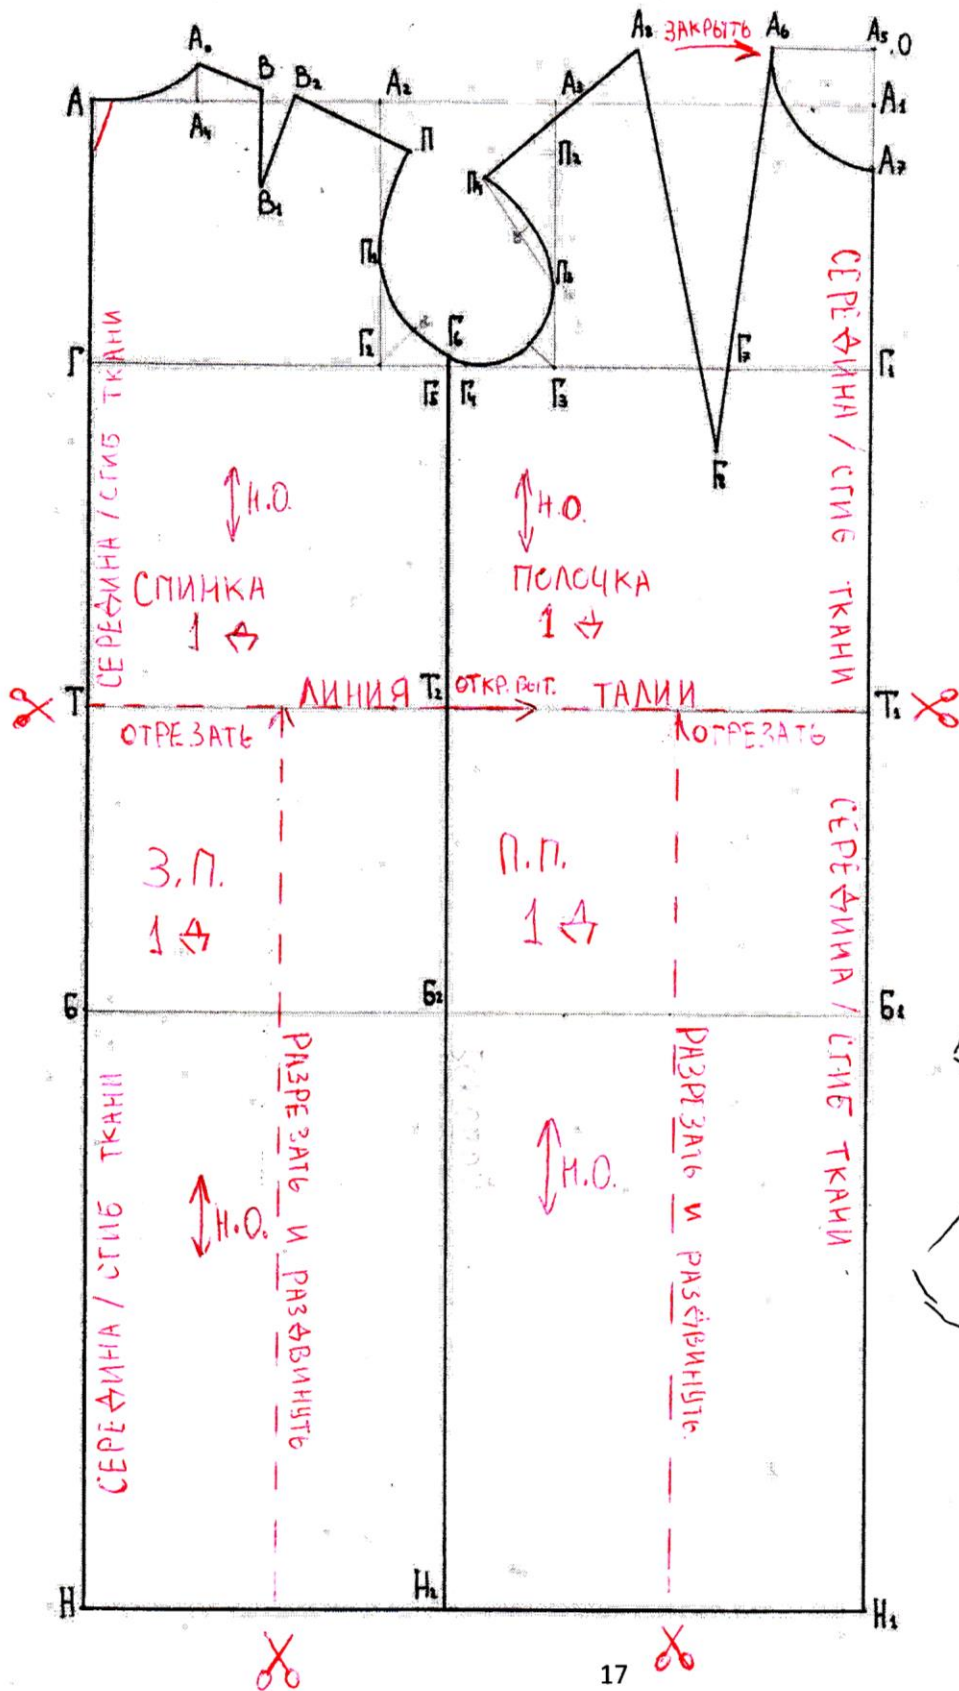 А₈ ЗАКРЫТЬ А₆ А₅.0
А₀
А В В₂ А₂ А₃ А₁
А₄
П П₂ А₇
В₁ П₄
П₁ П₃
Г Г₂ Г₆ Г₇ Г₁
Г₅ Г₄ Г₃
Г₈
СЕРЕДИНА / СГИБ ТКАНИ
СЕРЕДИНА / СГИБ ТКАНИ
Н.О. Н.О.
СПИНКА ПОЛОЧКА
1 Д 1 Д
Т ЛИНИЯ Т₂ ОТКР. ВЫТ. ТАЛИИ Т₁
ОТРЕЗАТЬ ОТРЕЗАТЬ
З.П. П.П.
1 Д 1 Д
СЕРЕДИНА / СГИБ ТКАНИ
Б Б₂ Б₁
РАЗРЕЗАТЬ И РАЗДВИНУТЬ
РАЗРЕЗАТЬ И РАЗДВИНУТЬ.
СЕРЕДИНА / СГИБ ТКАНИ
Н.О. Н.О.
Н Н₂ Н₁
17